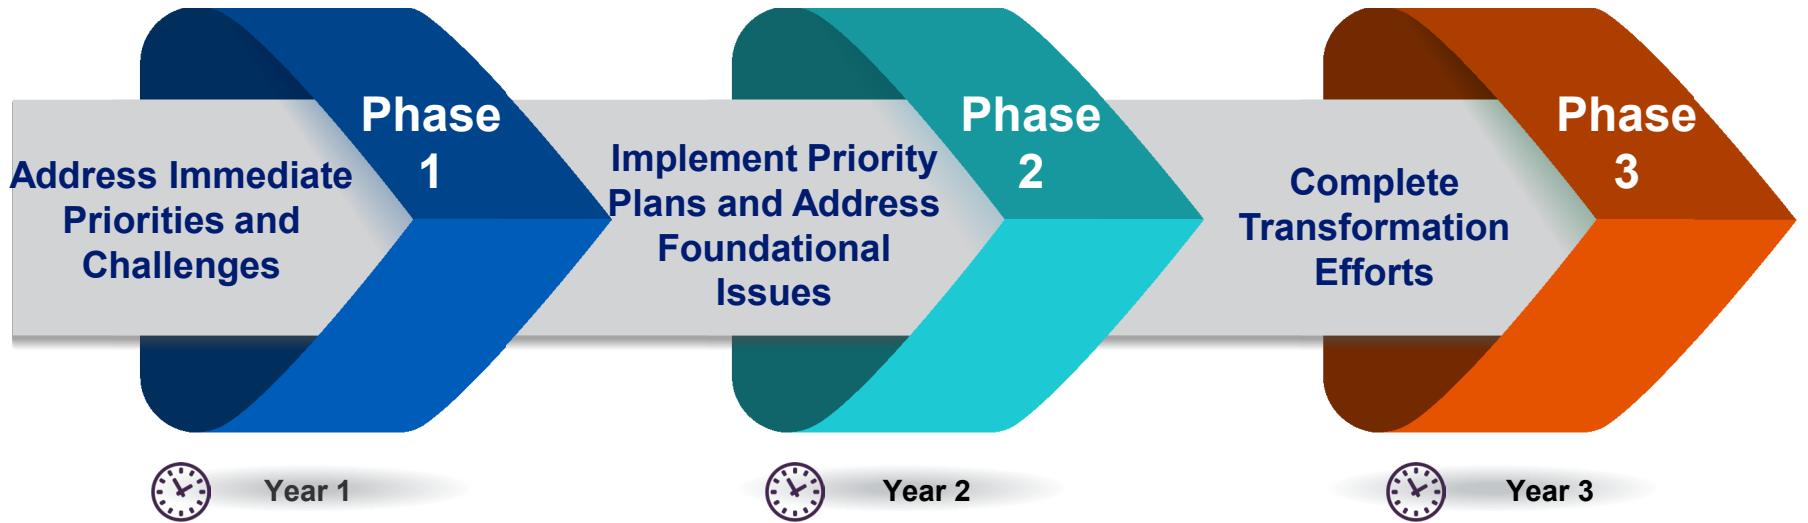 Address Immediate
Priorities and
Challenges
Phase
1
Implement Priority
Plans and Address
Foundational
Issues
Phase
2
Complete
Transformation
Efforts
Phase
3
Year 1
Year 2
Year 3